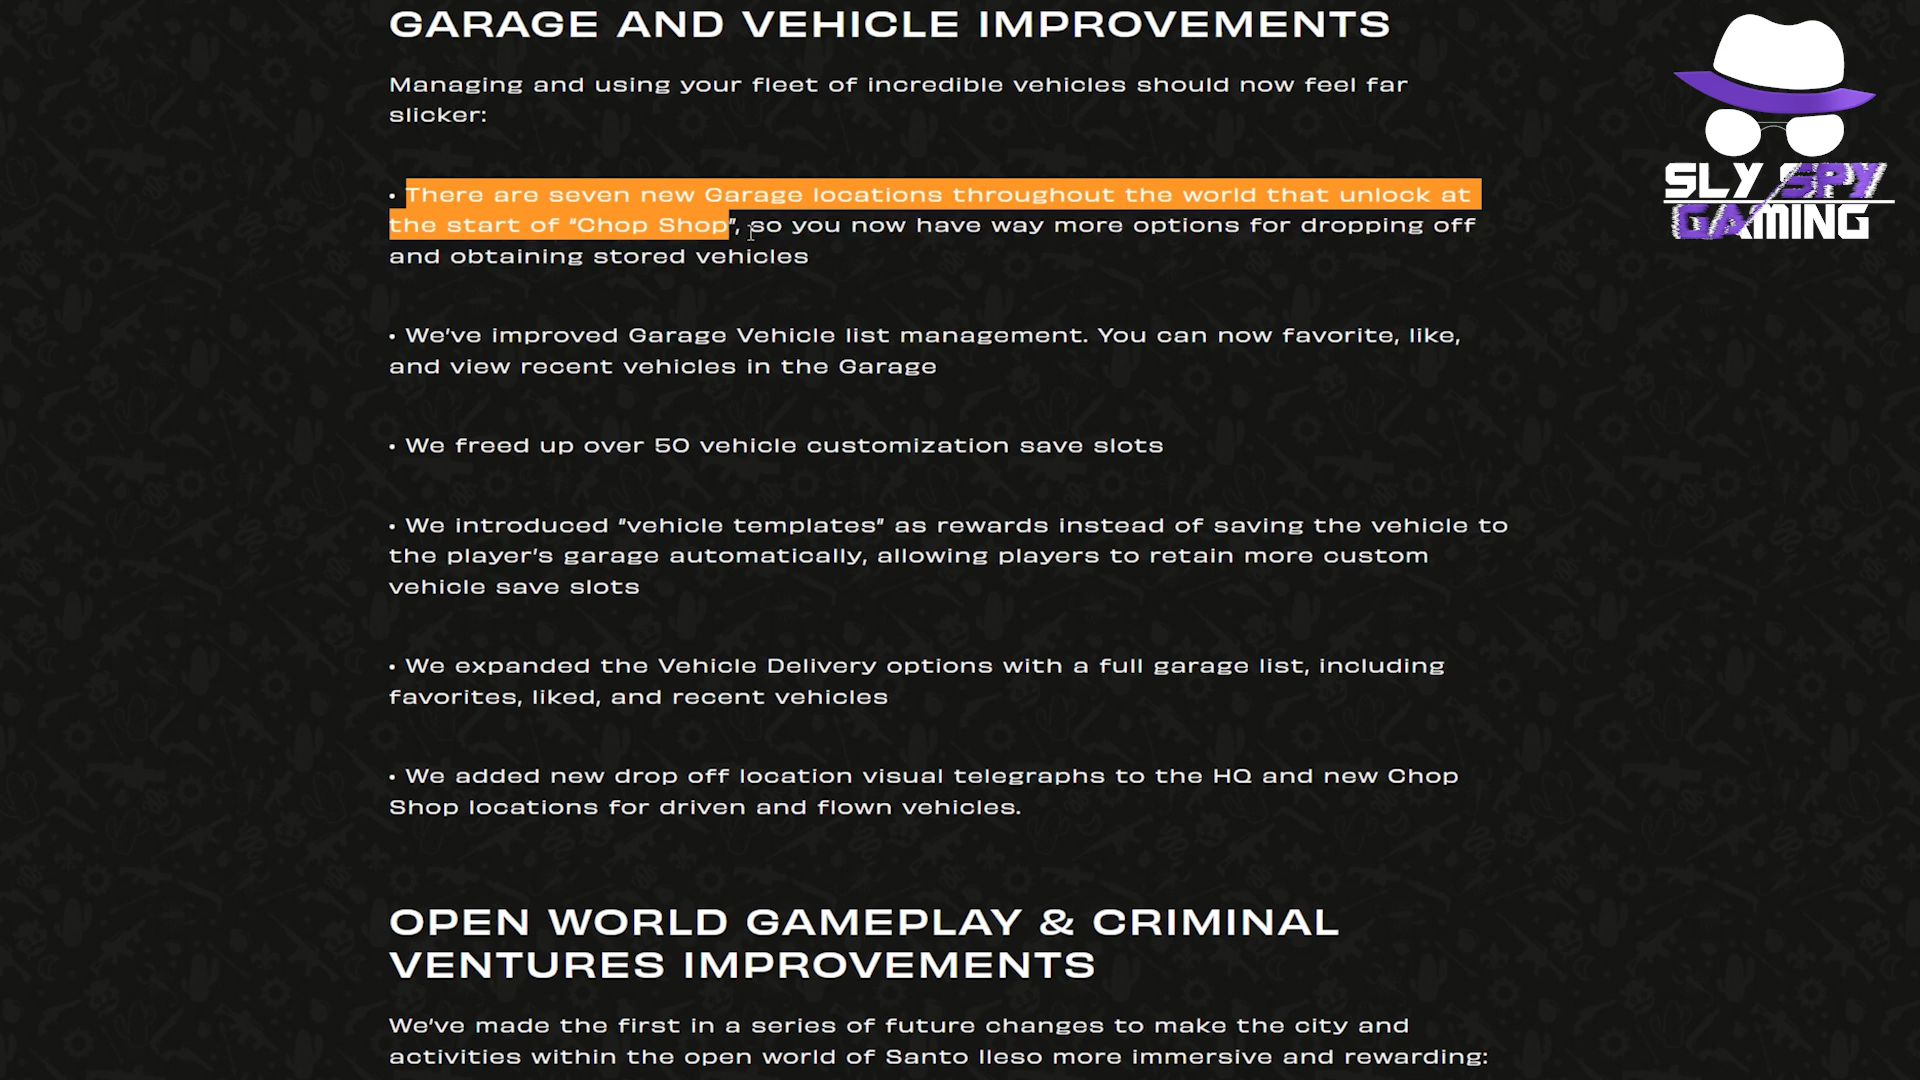 GARAGE AND VEHICLE IMPROVEMENTS
Managing and using your fleet of incredible vehicles should now feel far
slicker:
• There are seven new Garage locations throughout the world that unlock at
the start of “Chop Shop”, so you now have way more options for dropping off
and obtaining stored vehicles
• We’ve improved Garage Vehicle list management. You can now favorite, like,
and view recent vehicles in the Garage
• We freed up over 50 vehicle customization save slots
• We introduced “vehicle templates” as rewards instead of saving the vehicle to
the player’s garage automatically, allowing players to retain more custom
vehicle save slots
• We expanded the Vehicle Delivery options with a full garage list, including
favorites, liked, and recent vehicles
• We added new drop off location visual telegraphs to the HQ and new Chop
Shop locations for driven and flown vehicles.
OPEN WORLD GAMEPLAY & CRIMINAL
VENTURES IMPROVEMENTS
We’ve made the first in a series of future changes to make the city and
activities within the open world of Santo Ileso more immersive and rewarding:
SLY SPY
GAMING